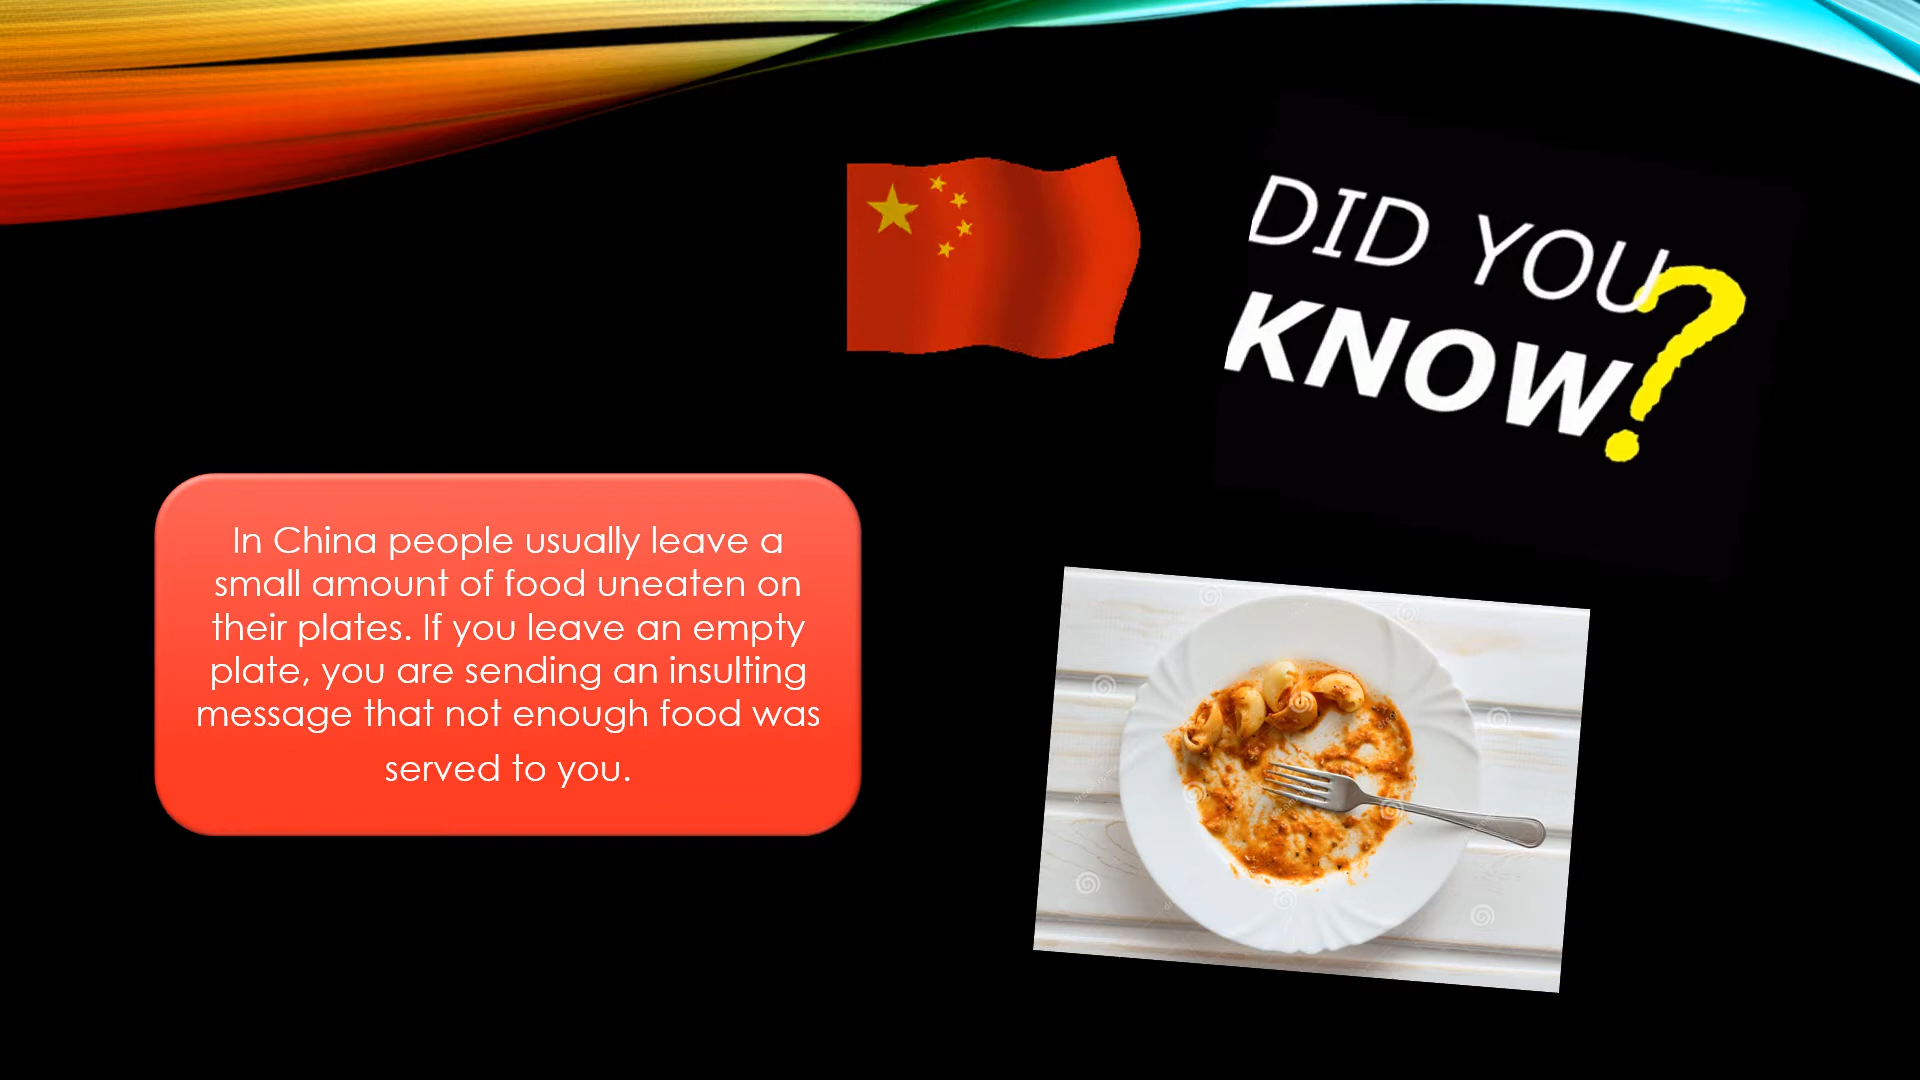 DID YOU
KNOW?
In China people usually leave a
small amount of food uneaten on
their plates. If you leave an empty
plate, you are sending an insulting
message that not enough food was
served to you.